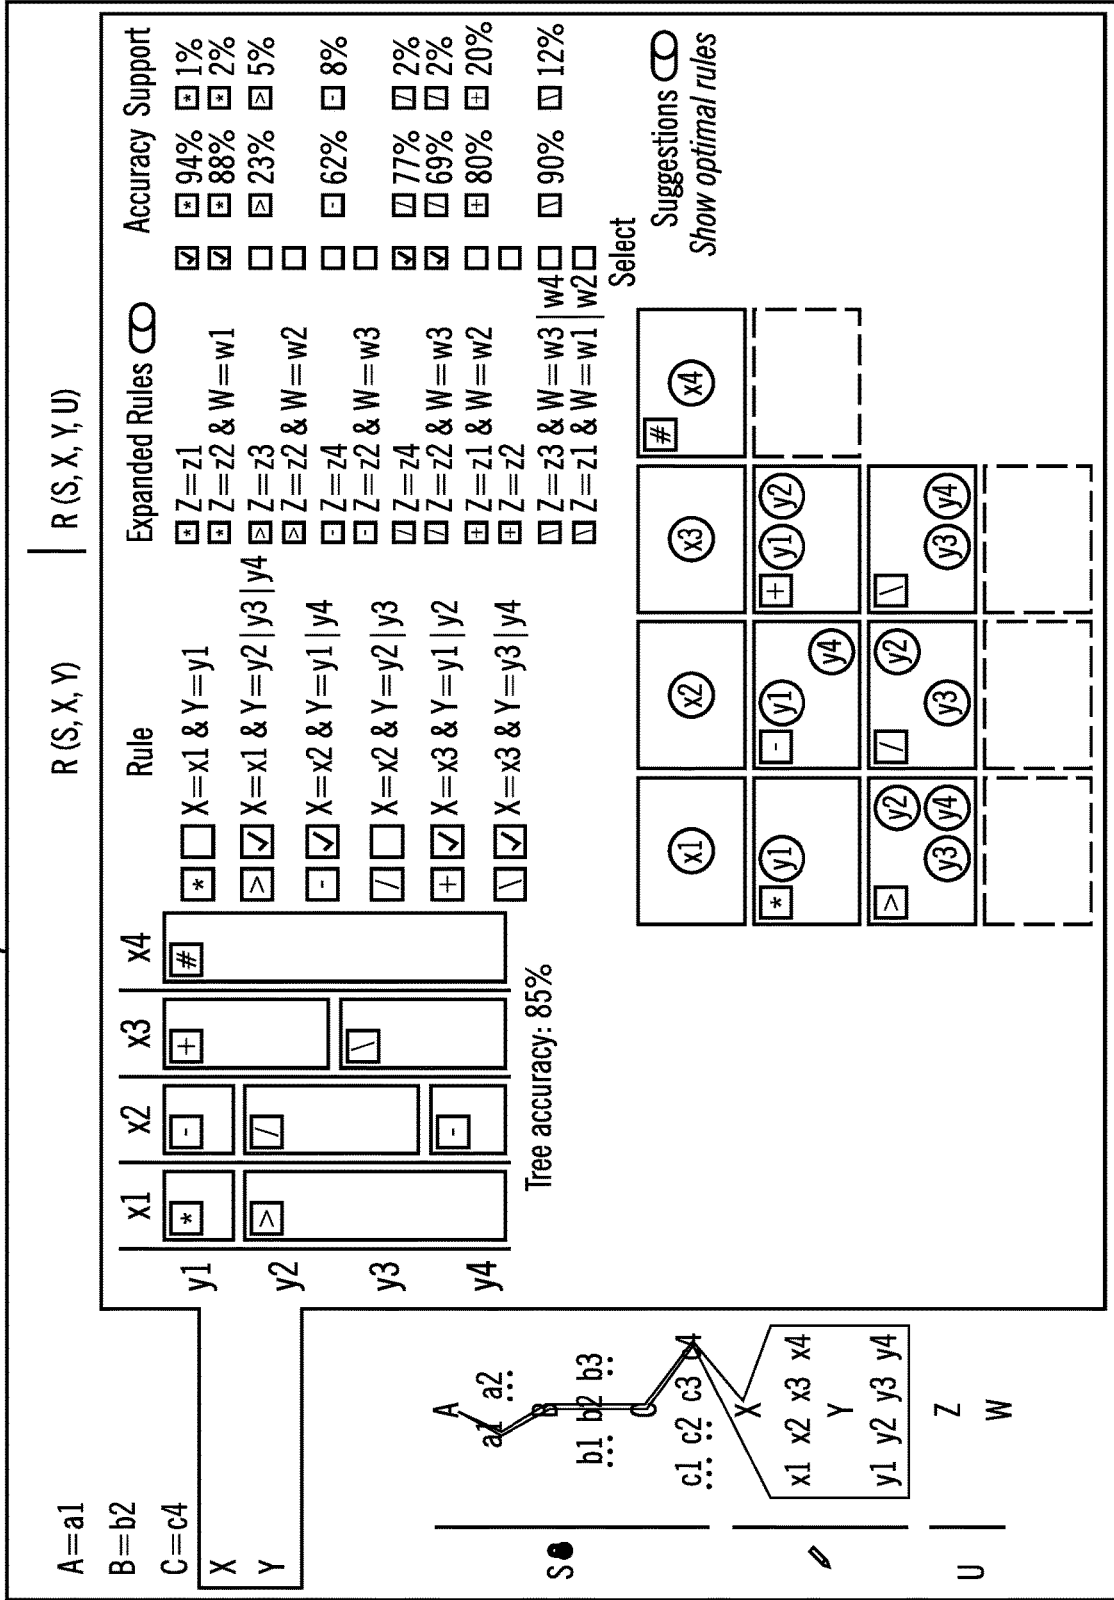 A=a1
B=b2
C=c4
X
Y
R (S, X, Y) | R (S, X, Y, U)
x1 x2 x3 x4
y1 * - + #
y2 > /
y3 \
y4 -
Tree accuracy: 85%
Rule
* X=x1 & Y=y1
> ✓ X=x1 & Y=y2|y3|y4
- ✓ X=x2 & Y=y1|y4
/ X=x2 & Y=y2|y3
+ ✓ X=x3 & Y=y1|y2
\ ✓ X=x3 & Y=y3|y4
Expanded Rules Accuracy Support
* Z=z1 ✓ * 94% * 1%
* Z=z2 & W=w1 ✓ * 88% * 2%
> Z=z3 > 23% > 5%
> Z=z2 & W=w2
- Z=z4 - 62% - 8%
- Z=z2 & W=w3
/ Z=z4 ✓ / 77% / 2%
/ Z=z2 & W=w3 ✓ / 69% / 2%
+ Z=z1 & W=w2 + 80% + 20%
+ Z=z2
\ Z=z3 & W=w3|w4 \ 90% \ 12%
\ Z=z1 & W=w1|w2
Select
Suggestions
Show optimal rules
S
A
a1 a2
...
B
b1 b2 b3
... ..
C
c1 c2 c3 c4
... ..
X
x1 x2 x3 x4
Y
y1 y2 y3 y4
U
Z
W
x1 x2 x3 # x4
* y1 - y1 y4 + y1 y2
> y2 y3 y4 / y2 y3 \ y3 y4